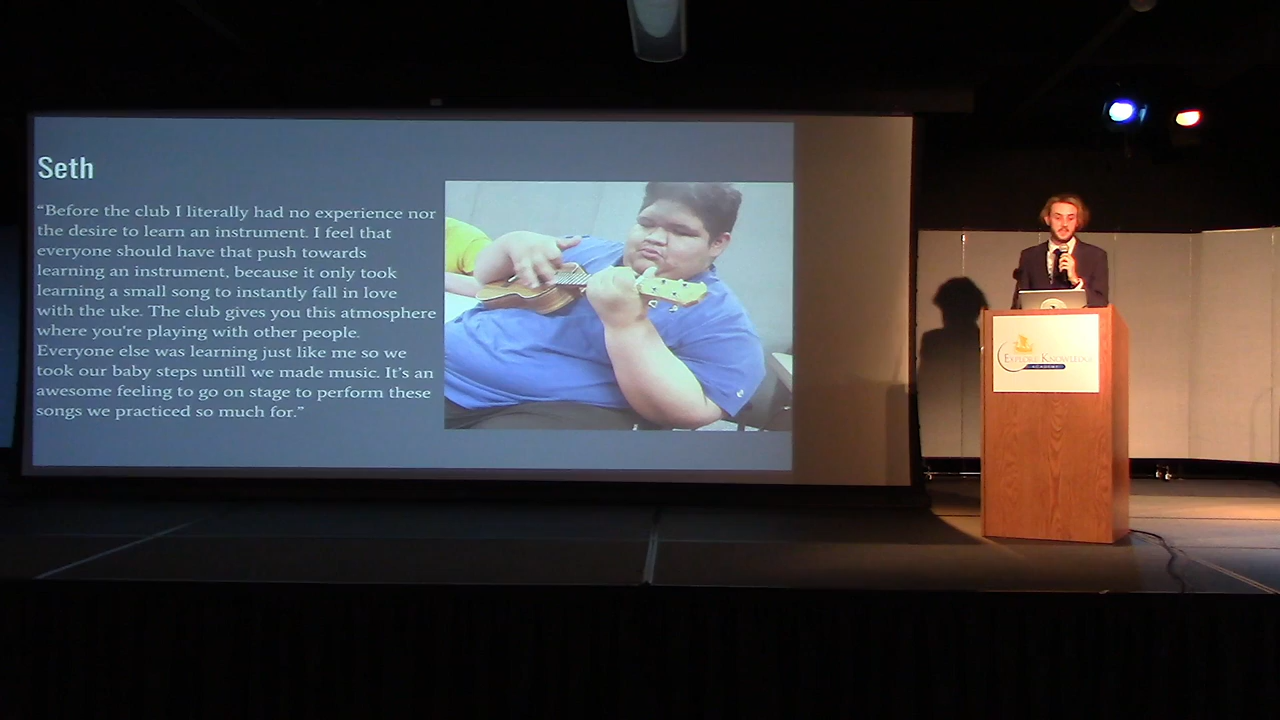 Seth
“Before the club I literally had no experience nor
the desire to learn an instrument. I feel that
everyone should have that push towards
learning an instrument, because it only took
learning a small song to instantly fall in love
with the uke. The club gives you this atmosphere
where you're playing with other people.
Everyone else was learning just like me so we
took our baby steps untill we made music. It's an
awesome feeling to go on stage to perform these
songs we practiced so much for.”
Explore Knowledge
ACADEMY